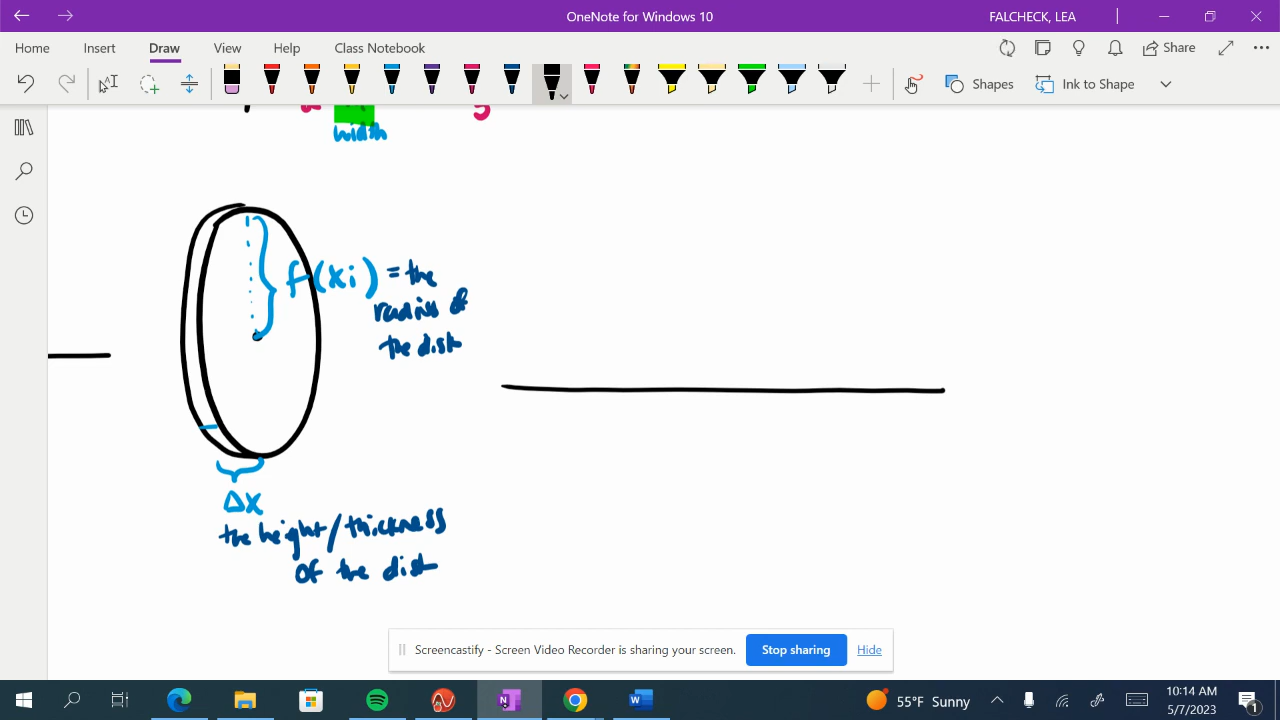 OneNote for Windows 10
FALCHECK, LEA
Home Insert Draw View Help Class Notebook
Share
Shapes
Ink to Shape
width
f(xi) = the
radius of
the disk
Δx
the height/thickness
of the disk
Screencastify - Screen Video Recorder is sharing your screen.
Stop sharing
Hide
55°F Sunny
10:14 AM
5/7/2023
1